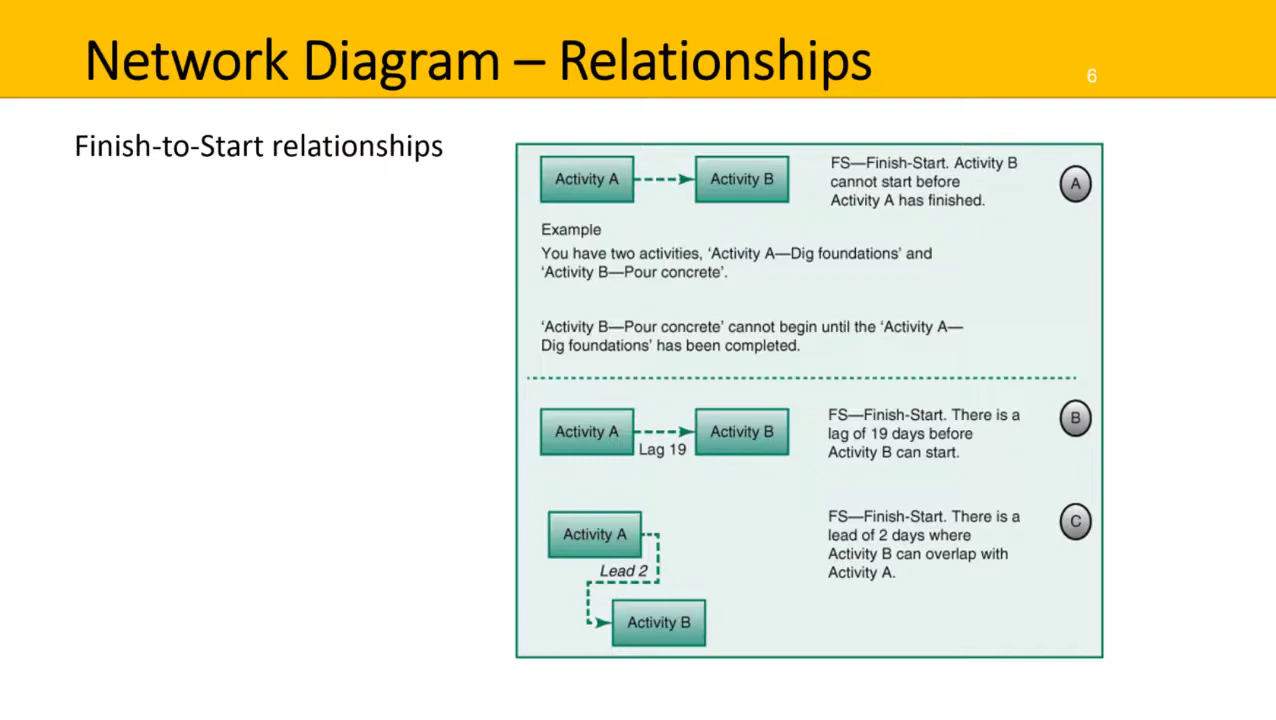 Network Diagram – Relationships
6
Finish-to-Start relationships
Activity A
Activity B
FS—Finish-Start. Activity B
cannot start before
Activity A has finished.
A
Example
You have two activities, ‘Activity A—Dig foundations’ and
‘Activity B—Pour concrete’.
‘Activity B—Pour concrete’ cannot begin until the ‘Activity A—
Dig foundations’ has been completed.
Activity A
Lag 19
Activity B
FS—Finish-Start. There is a
lag of 19 days before
Activity B can start.
B
Activity A
Lead 2
Activity B
FS—Finish-Start. There is a
lead of 2 days where
Activity B can overlap with
Activity A.
C